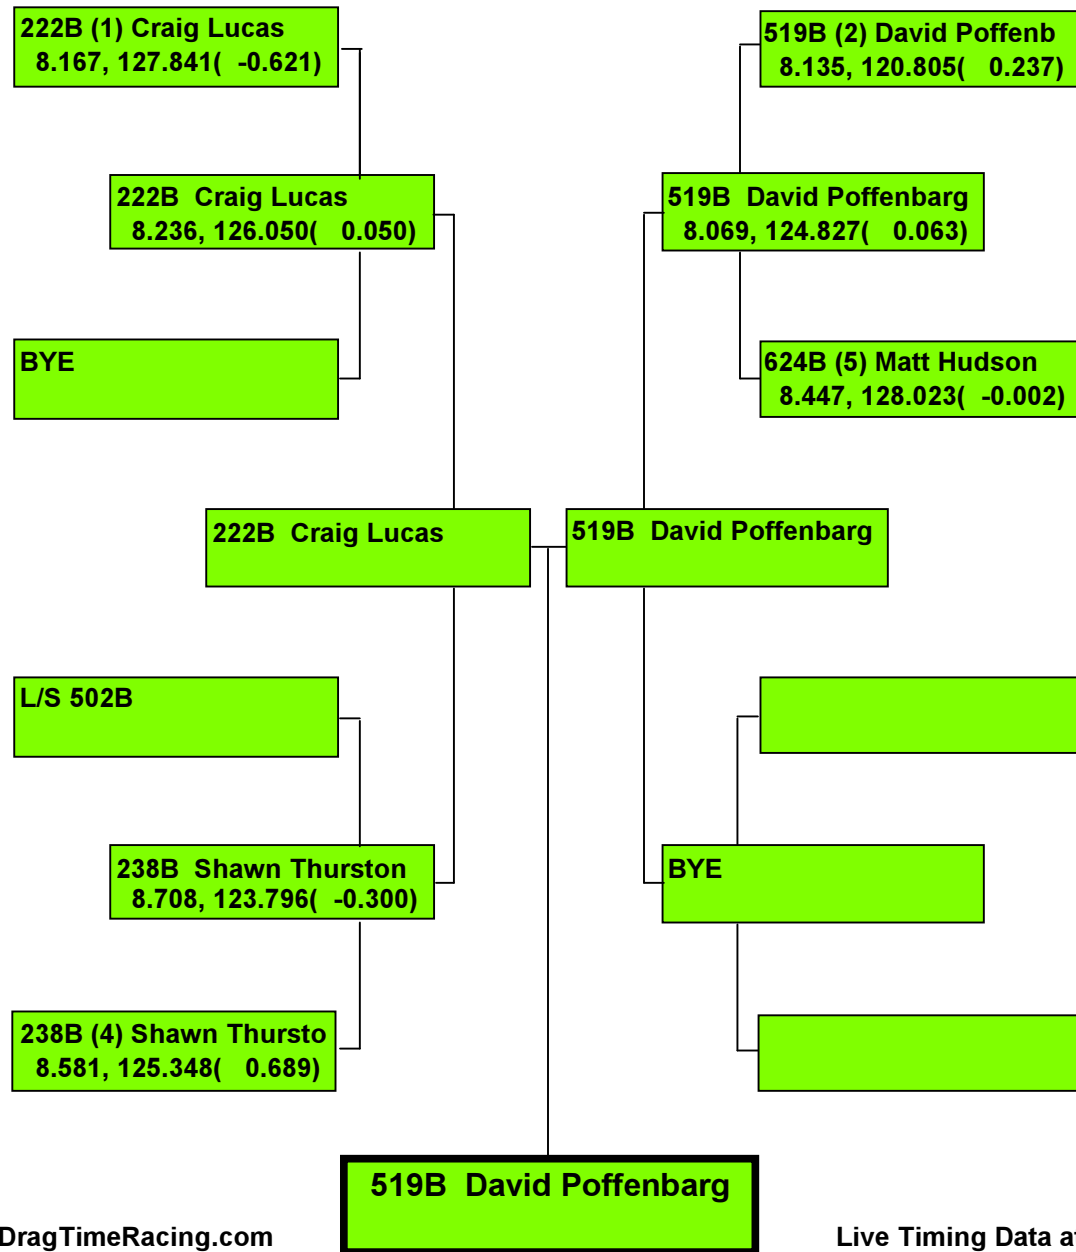 222B (1) Craig Lucas
8.167, 127.841( -0.621)
519B (2) David Poffenb
8.135, 120.805( 0.237)
222B Craig Lucas
8.236, 126.050( 0.050)
519B David Poffenbarg
8.069, 124.827( 0.063)
BYE
624B (5) Matt Hudson
8.447, 128.023( -0.002)
222B Craig Lucas
519B David Poffenbarg
L/S 502B
238B Shawn Thurston
8.708, 123.796( -0.300)
BYE
238B (4) Shawn Thursto
8.581, 125.348( 0.689)
519B David Poffenbarg
DragTimeRacing.com
Live Timing Data at